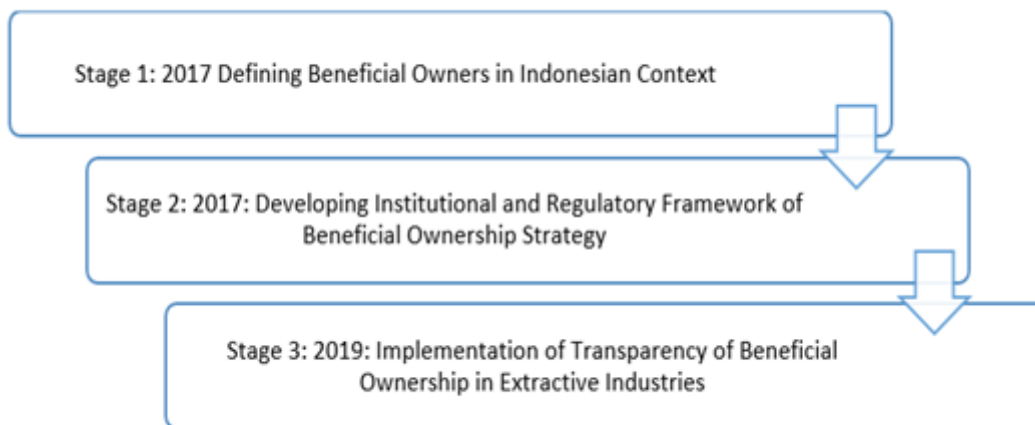 Stage 1: 2017 Defining Beneficial Owners in Indonesian Context
Stage 2: 2017: Developing Institutional and Regulatory Framework of
Beneficial Ownership Strategy
Stage 3: 2019: Implementation of Transparency of Beneficial
Ownership in Extractive Industries